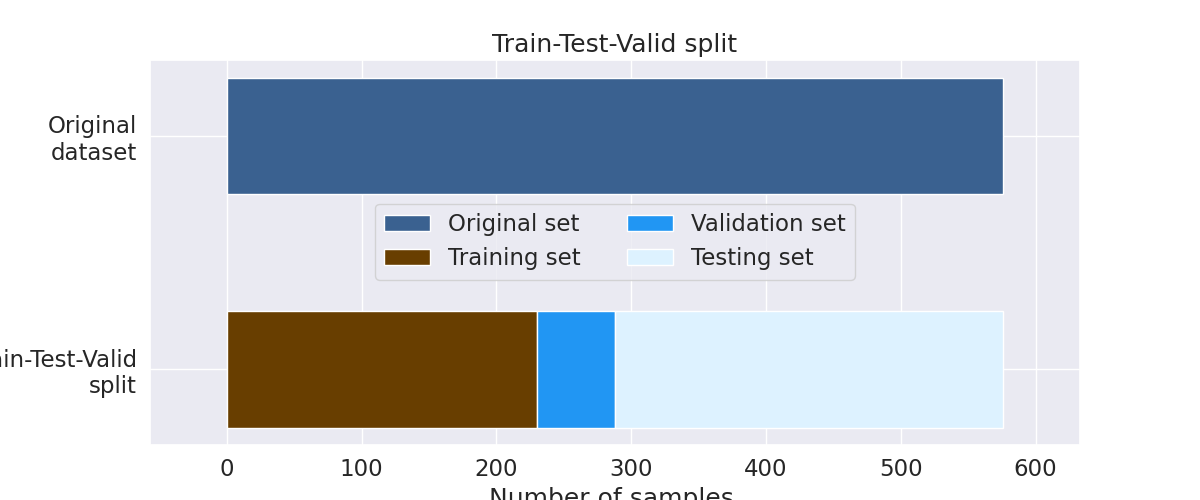 Train-Test-Valid split
Original
dataset
Original set
Validation set
Training set
Testing set
in-Test-Valid
split
0 100 200 300 400 500 600
Number of samples